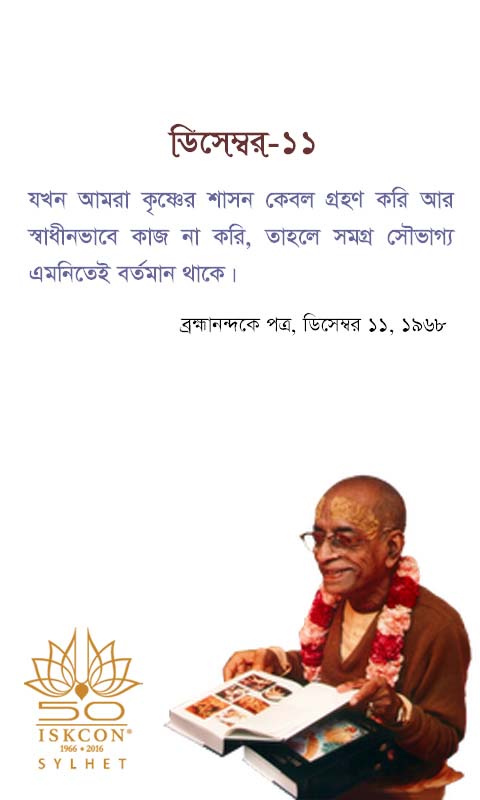 ডিসেম্বর-১১
যখন আমরা কৃষ্ণের শাসন কেবল গ্রহণ করি আর
স্বাধীনভাবে কাজ না করি, তাহলে সমগ্র সৌভাগ্য
এমনিতেই বর্তমান থাকে।
ব্রহ্মানন্দকে পত্র, ডিসেম্বর ১১, ১৯৬৮
50
ISKCON®
1966 • 2016
SYLHET